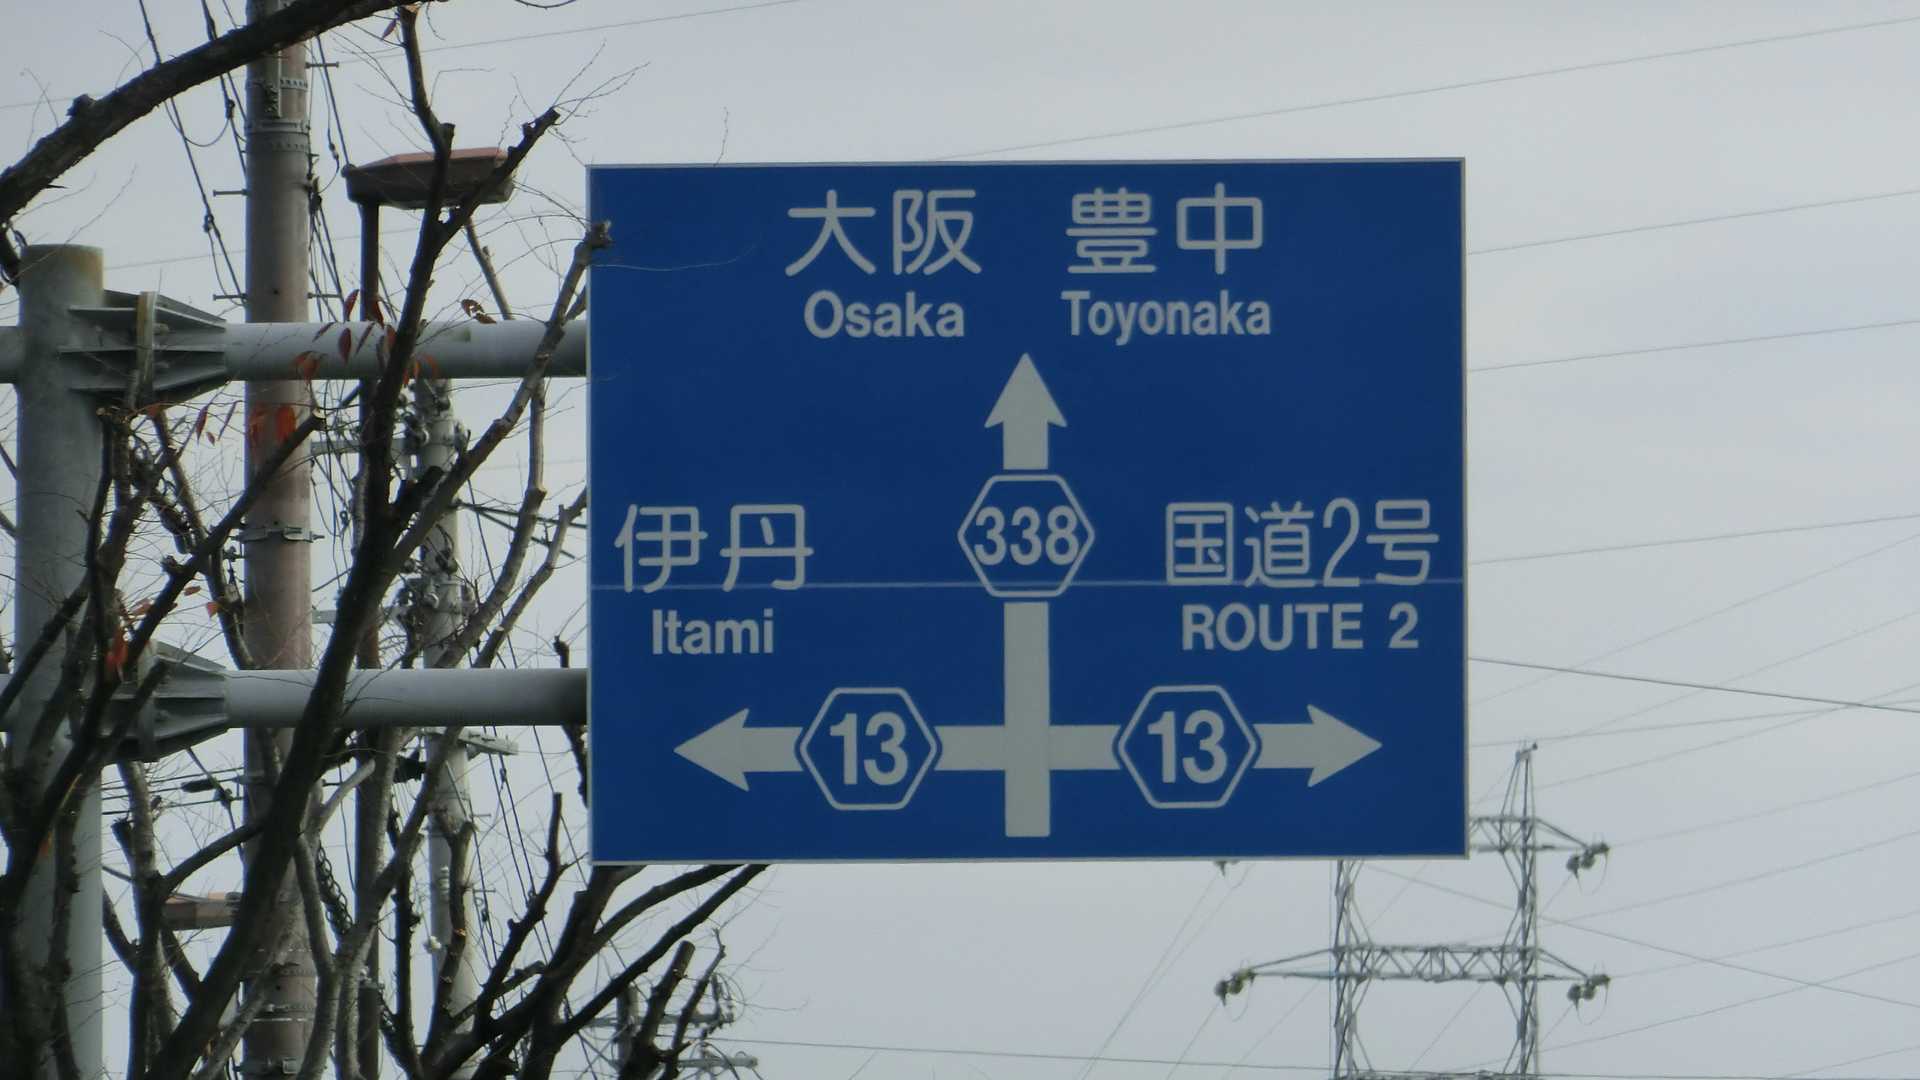 大阪 豊中
Osaka Toyonaka
338
伊丹 国道2号
Itami ROUTE 2
13 13